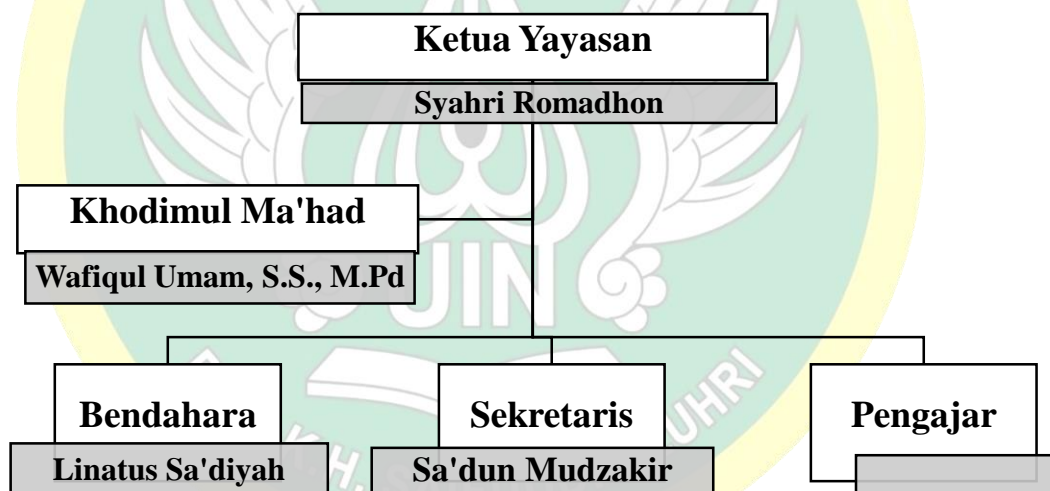 Ketua Yayasan
Syahri Romadhon
Khodimul Ma'had
Wafiqul Umam, S.S., M.Pd
UIN
Bendahara
Sekretaris
Pengajar
Linatus Sa'diyah
Sa'dun Mudzakir
K.H.
UHRI